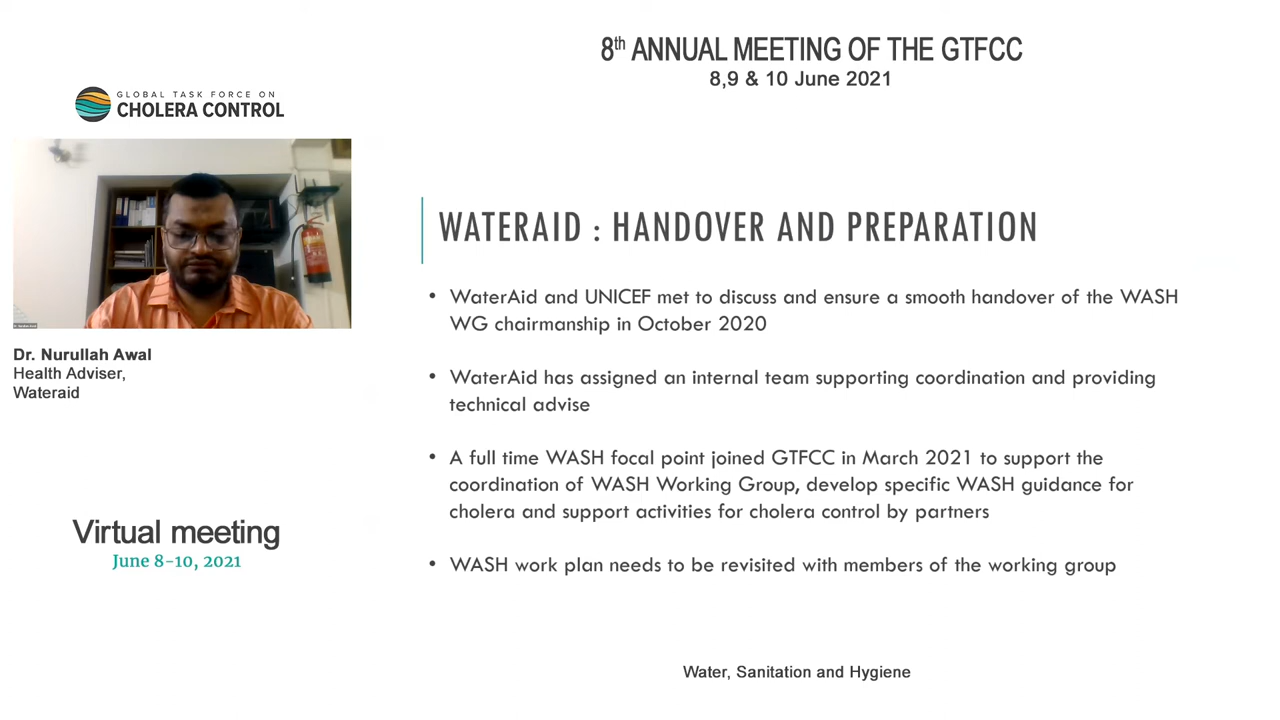 8th ANNUAL MEETING OF THE GTFCC
8,9 & 10 June 2021
GLOBAL TASK FORCE ON
CHOLERA CONTROL
Dr. Nurullah Awal
Health Adviser,
Wateraid
Virtual meeting
June 8-10, 2021
WATERAID : HANDOVER AND PREPARATION
• WaterAid and UNICEF met to discuss and ensure a smooth handover of the WASH
WG chairmanship in October 2020
• WaterAid has assigned an internal team supporting coordination and providing
technical advise
• A full time WASH focal point joined GTFCC in March 2021 to support the
coordination of WASH Working Group, develop specific WASH guidance for
cholera and support activities for cholera control by partners
• WASH work plan needs to be revisited with members of the working group
Water, Sanitation and Hygiene